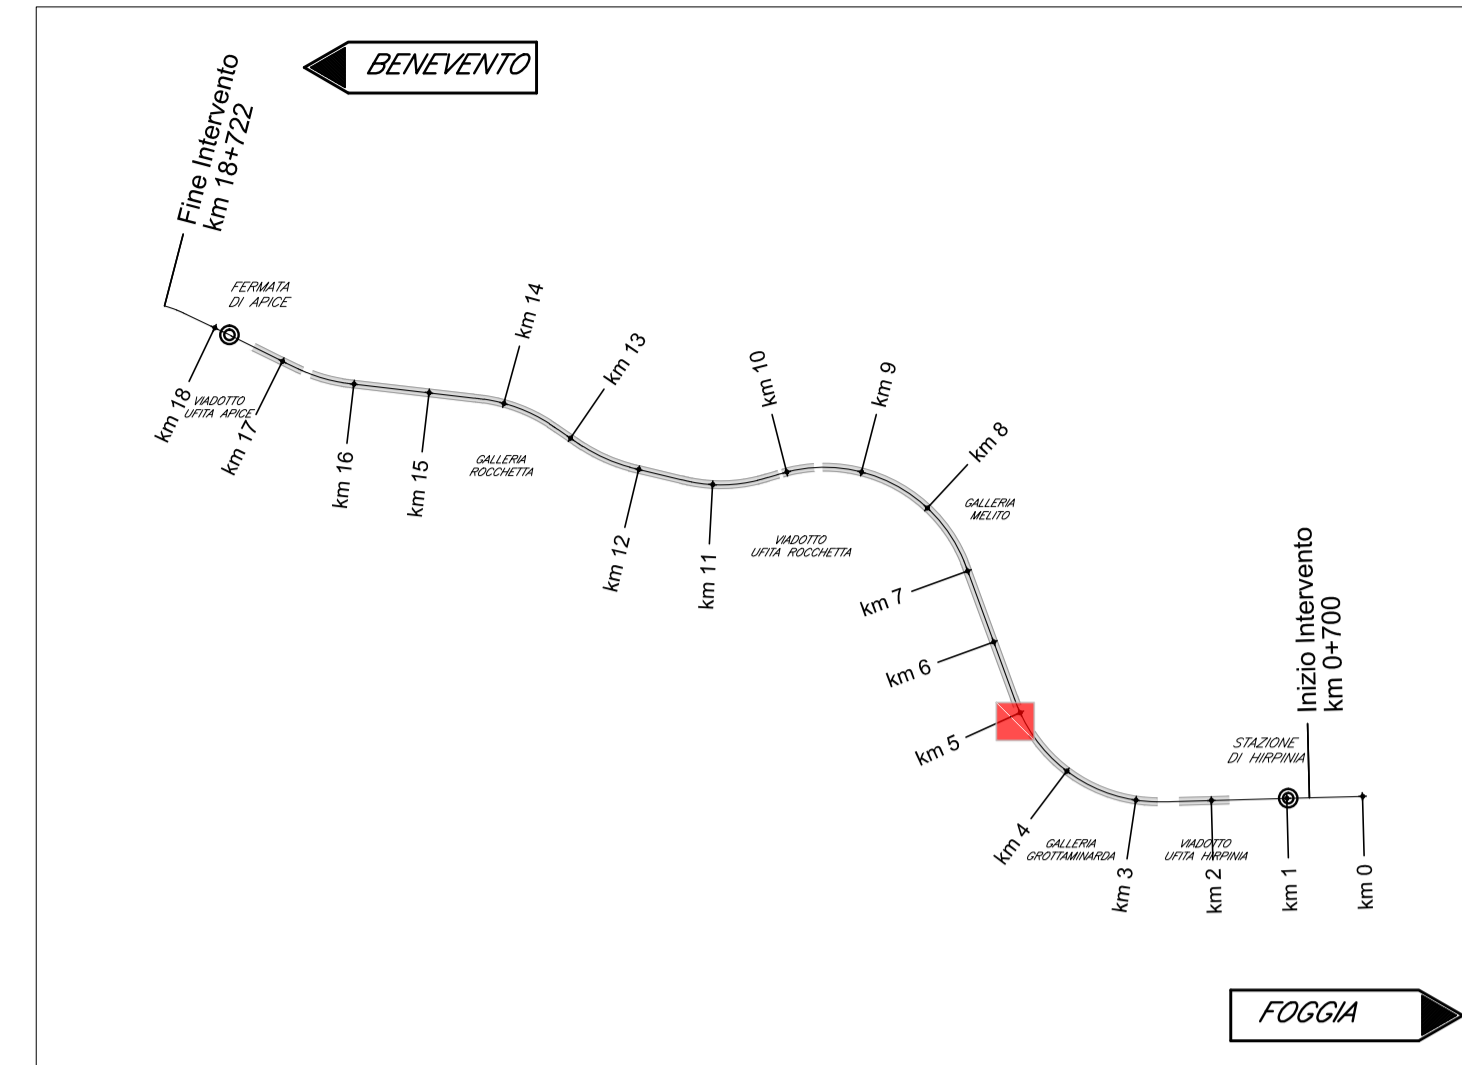 BENEVENTO
Fine Intervento
km 18+722
FERMATA
DI APICE
km 14
km 13
km 10
km 9
km 8
km 18
VIADOTTO
UFITA APICE
km 17
km 16
km 15
GALLERIA
ROCCHETTA
km 12
km 11
VIADOTTO
UFITA ROCCHETTA
GALLERIA
MELITO
km 7
km 6
km 5
Inizio Intervento
km 0+700
STAZIONE
DI HIRPINIA
km 4
GALLERIA
GROTTAMINARDA
km 3
VIADOTTO
UFITA HIRPINIA
km 2
km 1
km 0
FOGGIA